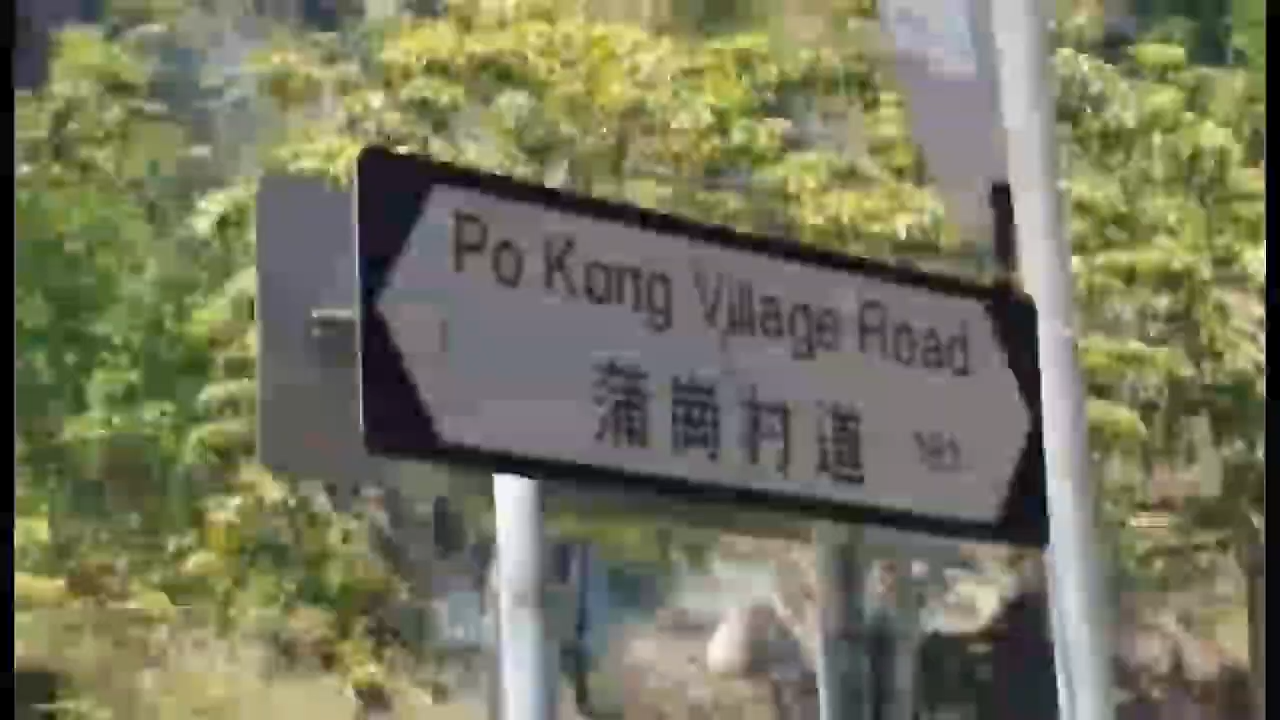 Po Kong Village Road
蒲崗村道